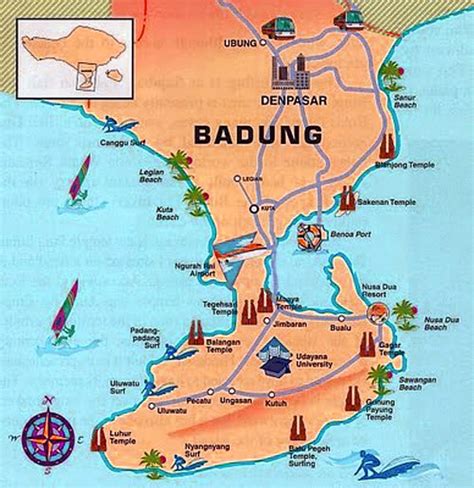 UBUNG
DENPASAR
Sanur
Beach
BADUNG
Canggu Surf
Blanjong Temple
Legian
Beach
LEGIAN
Sakenan Temple
Kuta
Beach
KUTA
Benoa Port
Ngurah Rai
Airport
Nusa Dua
Resort
Tegehsari
Temple
Ulun
Temple
Nusa Dua
Beach
Padang-
padang
Surf
Balangan
Temple
Jimbaran
Bualu
Gagar
Temple
Udayana
University
Sawangan
Beach
Uluwatu
Surf
Pecatu
Ungasan
Kutuh
Gunung
Payung
Temple
Uluwatu
Luhur
Temple
Nyangnyang
Surf
Batu Pegeh
Temple
Surfing
N
W
E
S